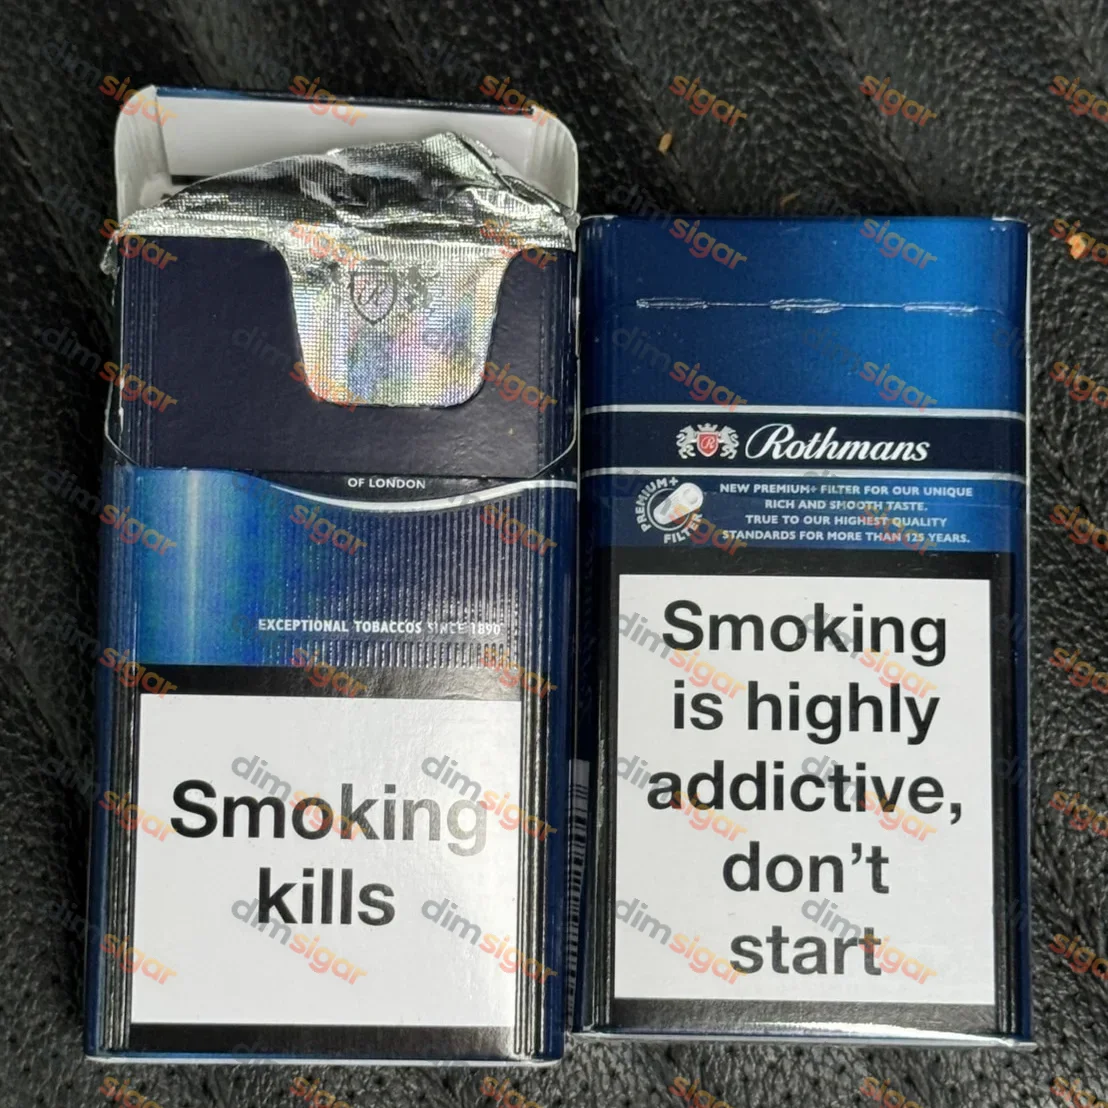 R
OF LONDON
EXCEPTIONAL TOBACCOS SINCE 1890
Smoking
kills
R
Rothmans
PREMIUM+
FILTER
NEW PREMIUM+ FILTER FOR OUR UNIQUE
RICH AND SMOOTH TASTE.
TRUE TO OUR HIGHEST QUALITY
STANDARDS FOR MORE THAN 125 YEARS.
Smoking
is highly
addictive,
don't
start
dimsigar